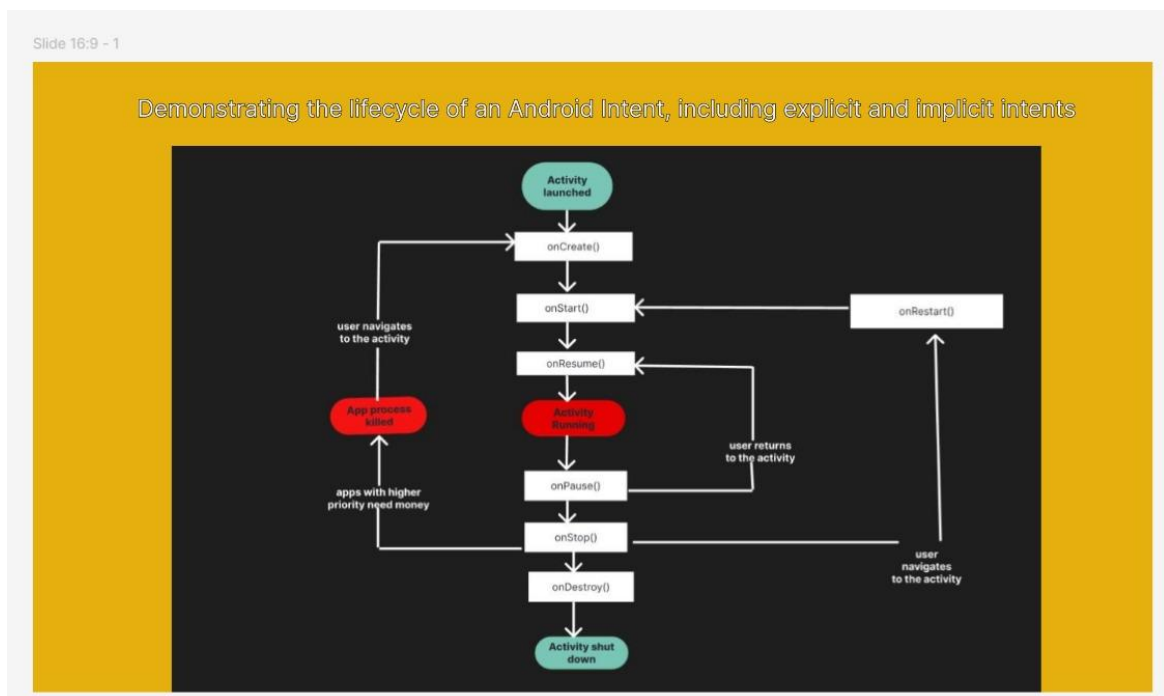 Slide 16:9 - 1
Demonstrating the lifecycle of an Android Intent, including explicit and implicit intents
Activity
launched
onCreate()
onStart()
onRestart()
user navigates
to the activity
onResume()
App process
killed
Activity
Running
user returns
to the activity
onPause()
apps with higher
priority need money
onStop()
user
navigates
to the activity
onDestroy()
Activity shut
down